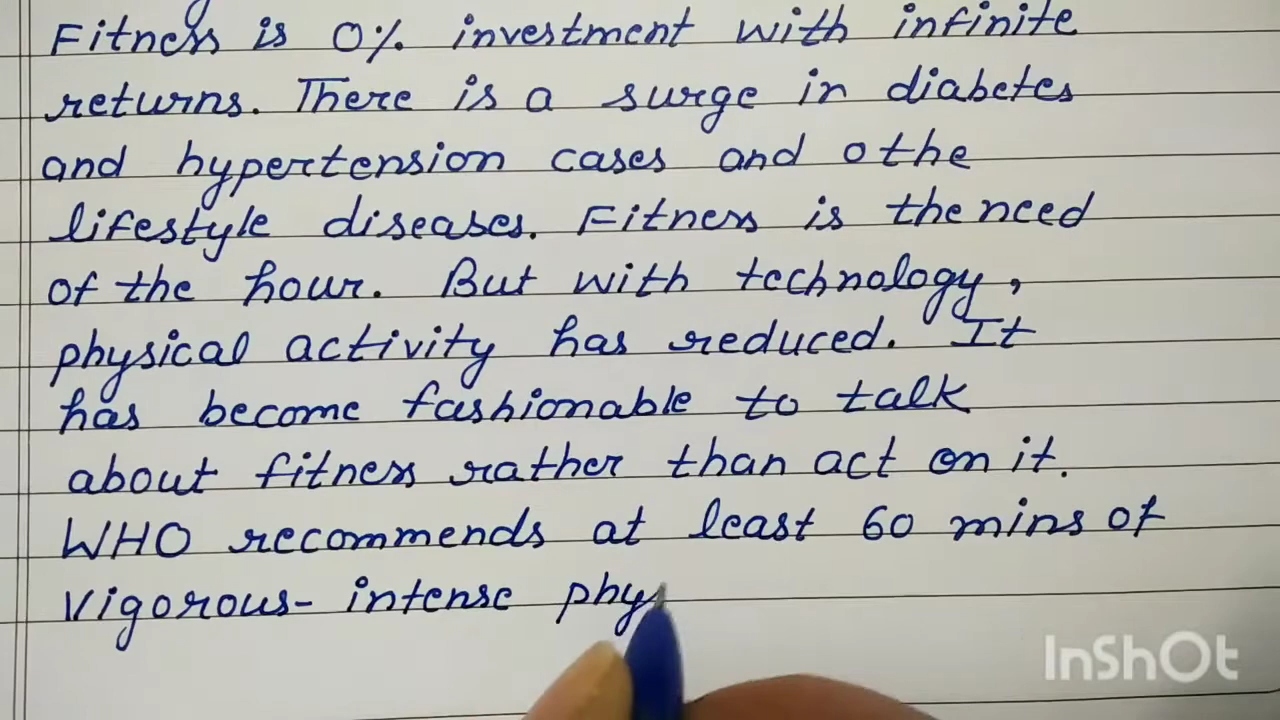 Fitness is 0% investment with infinite
returns. There is a surge in diabetes
and hypertension cases and othe
lifestyle diseases. Fitness is the need
of the hour. But with technology,
physical activity has reduced. It
has become fashionable to talk
about fitness rather than act on it.
WHO recommends at least 60 mins of
Vigorous- intense phy
InShOt